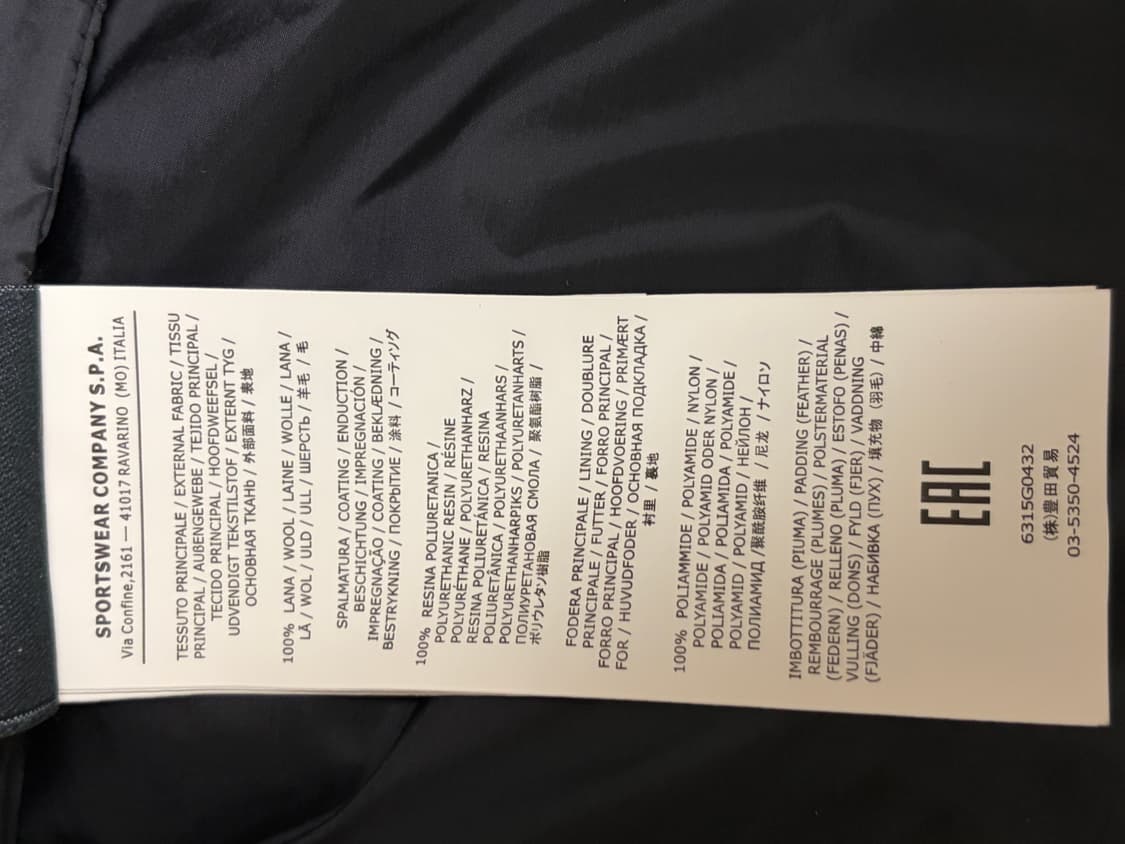 SPORTSWEAR COMPANY S.P.A.
Via Confine,2161 — 41017 RAVARINO (MO) ITALIA
TESSUTO PRINCIPALE / EXTERNAL FABRIC / TISSU
PRINCIPAL / AUßENGEWEBE / TEJIDO PRINCIPAL /
TECIDO PRINCIPAL / HOOFDWEEFSEL /
UDVENDIGT TEKSTILSTOF / EXTERNT TYG /
ОСНОВНАЯ ТКАНЬ / 外部面料 / 表地
100% LANA / WOOL / LAINE / WOLLE / LANA /
LÃ / WOL / ULD / ULL / ШЕРСТЬ / 羊毛 / 毛
SPALMATURA / COATING / ENDUCTION /
BESCHICHTUNG / IMPREGNACIÓN /
IMPREGNAÇÃO / COATING / BEKLÆDNING /
BESTRYKNING / ПОКРЫТИЕ / 涂料 / コーティング
100% RESINA POLIURETANICA /
POLYURETHANIC RESIN / RÉSINE
POLYURÉTHANE / POLYURETHANHARZ /
RESINA POLIURETÁNICA / RESINA
POLIURETÂNICA / POLYURETHAANHARS /
POLYURETHANHARPIKS / POLYURETANHARTS /
ПОЛИУРЕТАНОВАЯ СМОЛА / 聚氨酯树脂 /
ポリウレタン樹脂
FODERA PRINCIPALE / LINING / DOUBLURE
PRINCIPALE / FUTTER / FORRO PRINCIPAL /
FORRO PRINCIPAL / HOOFDVOERING / PRIMÆRT
FOR / HUVUDFODER / ОСНОВНАЯ ПОДКЛАДКА /
衬里 / 裏地
100% POLIAMMIDE / POLYAMIDE / NYLON /
POLYAMIDE / POLYAMID ODER NYLON /
POLIAMIDA / POLIAMIDA / POLYAMIDE /
POLYAMID / POLYAMID / НЕЙЛОН /
ПОЛИАМИД /聚酰胺纤维 / 尼龙 / ナイロン
IMBOTTITURA (PIUMA) / PADDING (FEATHER) /
REMBOURRAGE (PLUMES) / POLSTERMATERIAL
(FEDERN) / RELLENO (PLUMA) / ESTOFO (PENAS) /
VULLING (DONS) / FYLD (FJER) / VADDNING
(FJÄDER) / НАБИВКА (ПУХ) / 填充物 (羽毛) / 中綿
EAC
6315G0432
(株)豊田貿易
03-5350-4524